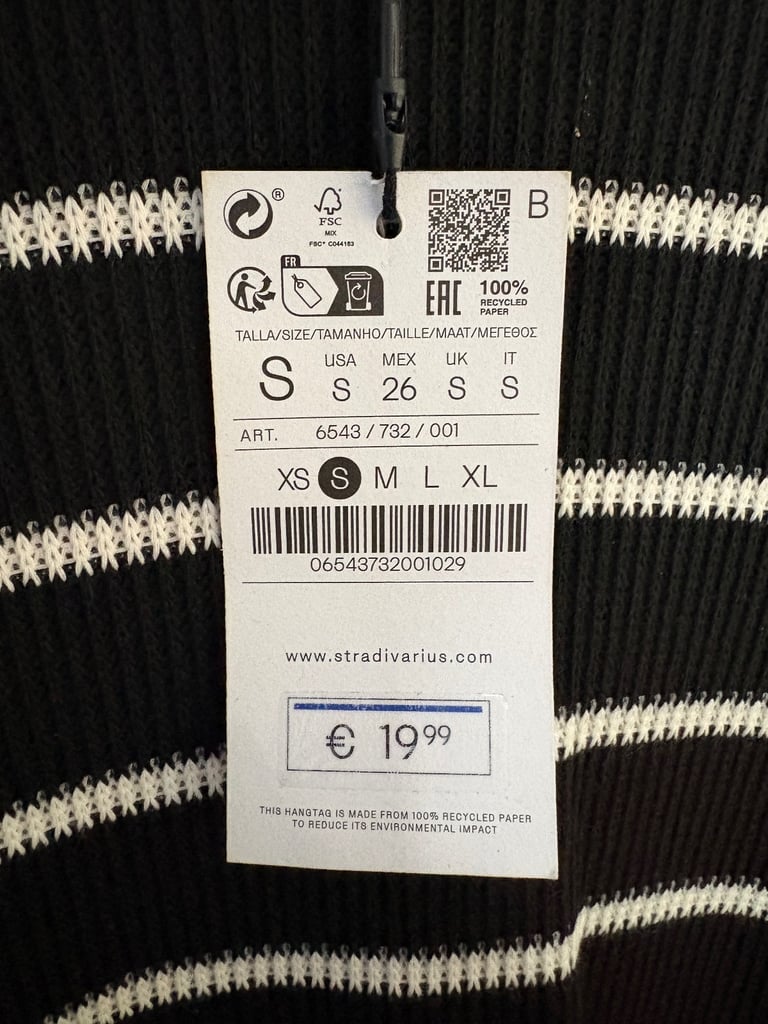 ®
FSC
MIX
FSC® C044183
B
FR
EAC
100%
RECYCLED
PAPER
TALLA/SIZE/TAMANHO/TAILLE/MAAT/ΜΕΓΕΘΟΣ
S
USA MEX UK IT
S 26 S S
ART. 6543 / 732 / 001
XS S M L XL
06543732001029
www.stradivarius.com
€ 19⁹⁹
THIS HANGTAG IS MADE FROM 100% RECYCLED PAPER
TO REDUCE ITS ENVIRONMENTAL IMPACT